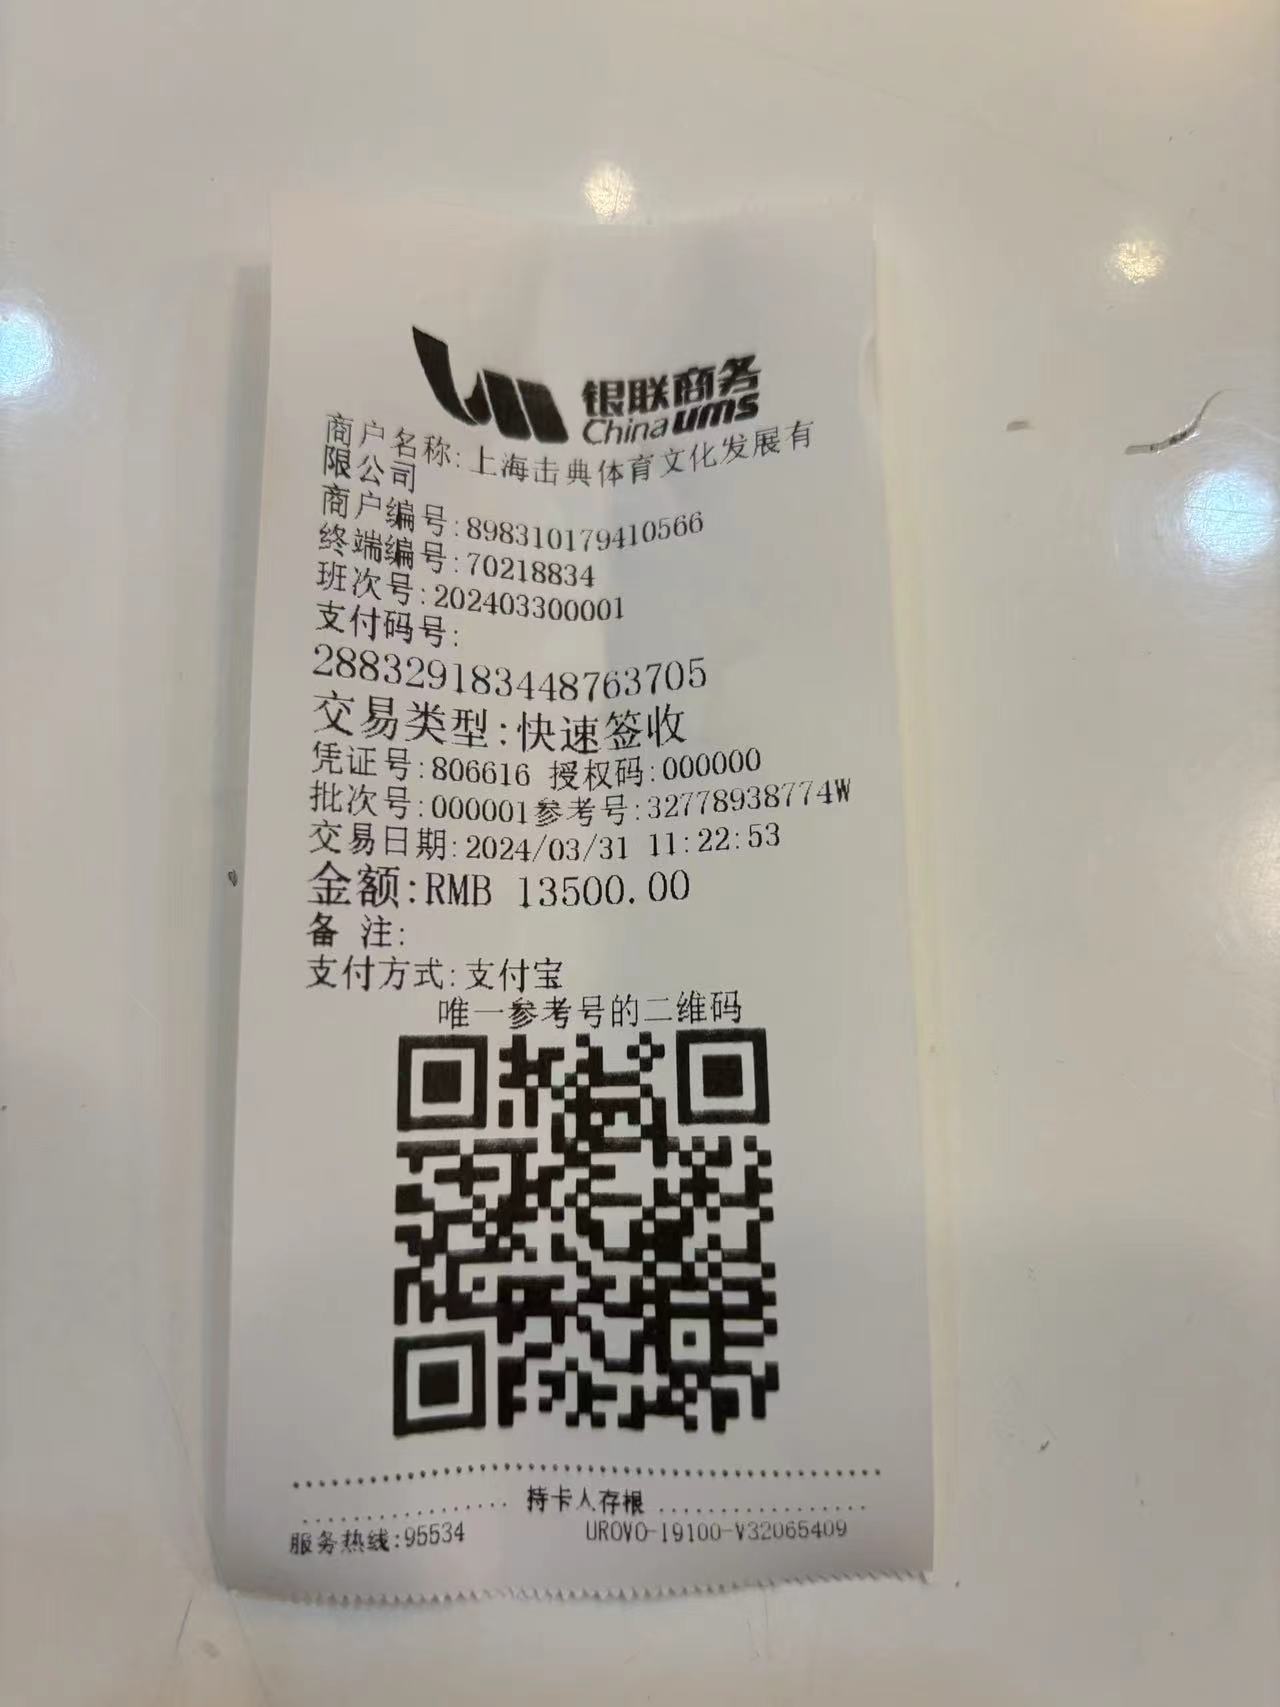 银联商务
China ums
商户名称:上海击典体育文化发展有
限公司
商户编号:898310179410566
终端编号:70218834
班次号:202403300001
支付码号:
288329183448763705
交易类型:快速签收
凭证号:806616 授权码:000000
批次号:000001参考号:32778938774W
交易日期:2024/03/31 11:22:53
金额:RMB 13500.00
备 注:
支付方式:支付宝
唯一参考号的二维码
持卡人存根
服务热线:95534 UROVO-I9100-V32065409